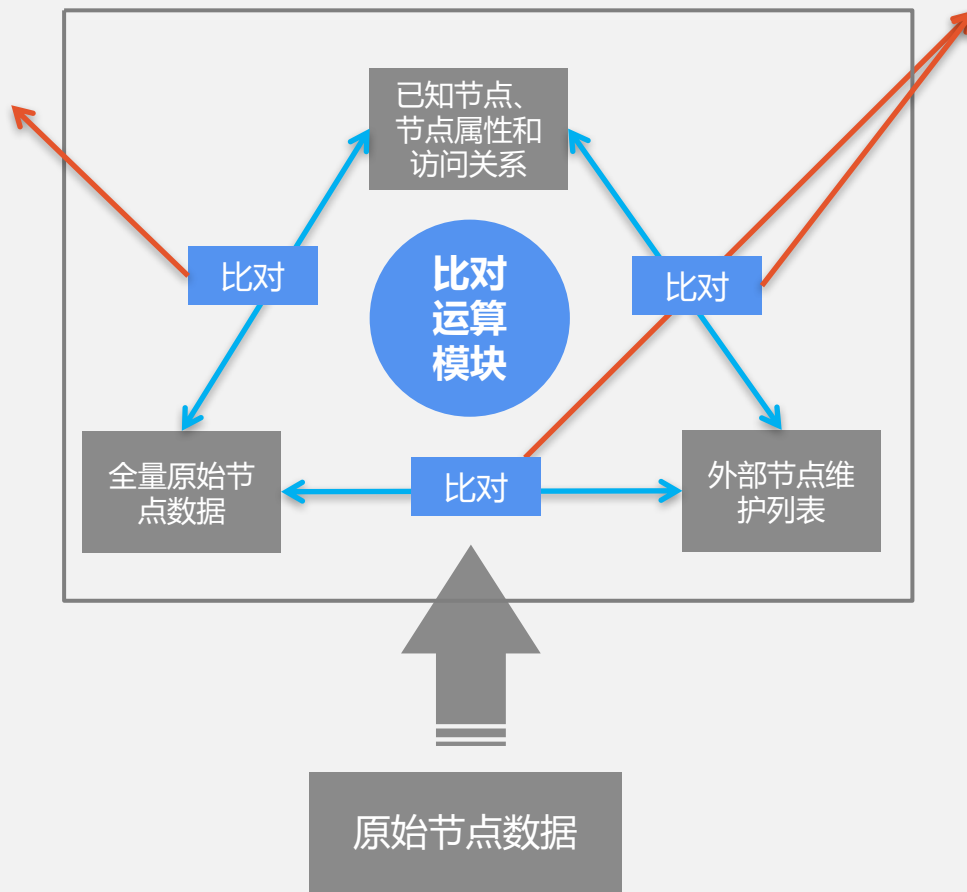 已知节点、
节点属性和
访问关系
比对
比对
运算
模块
比对
全量原始节
点数据
比对
外部节点维
护列表
原始节点数据